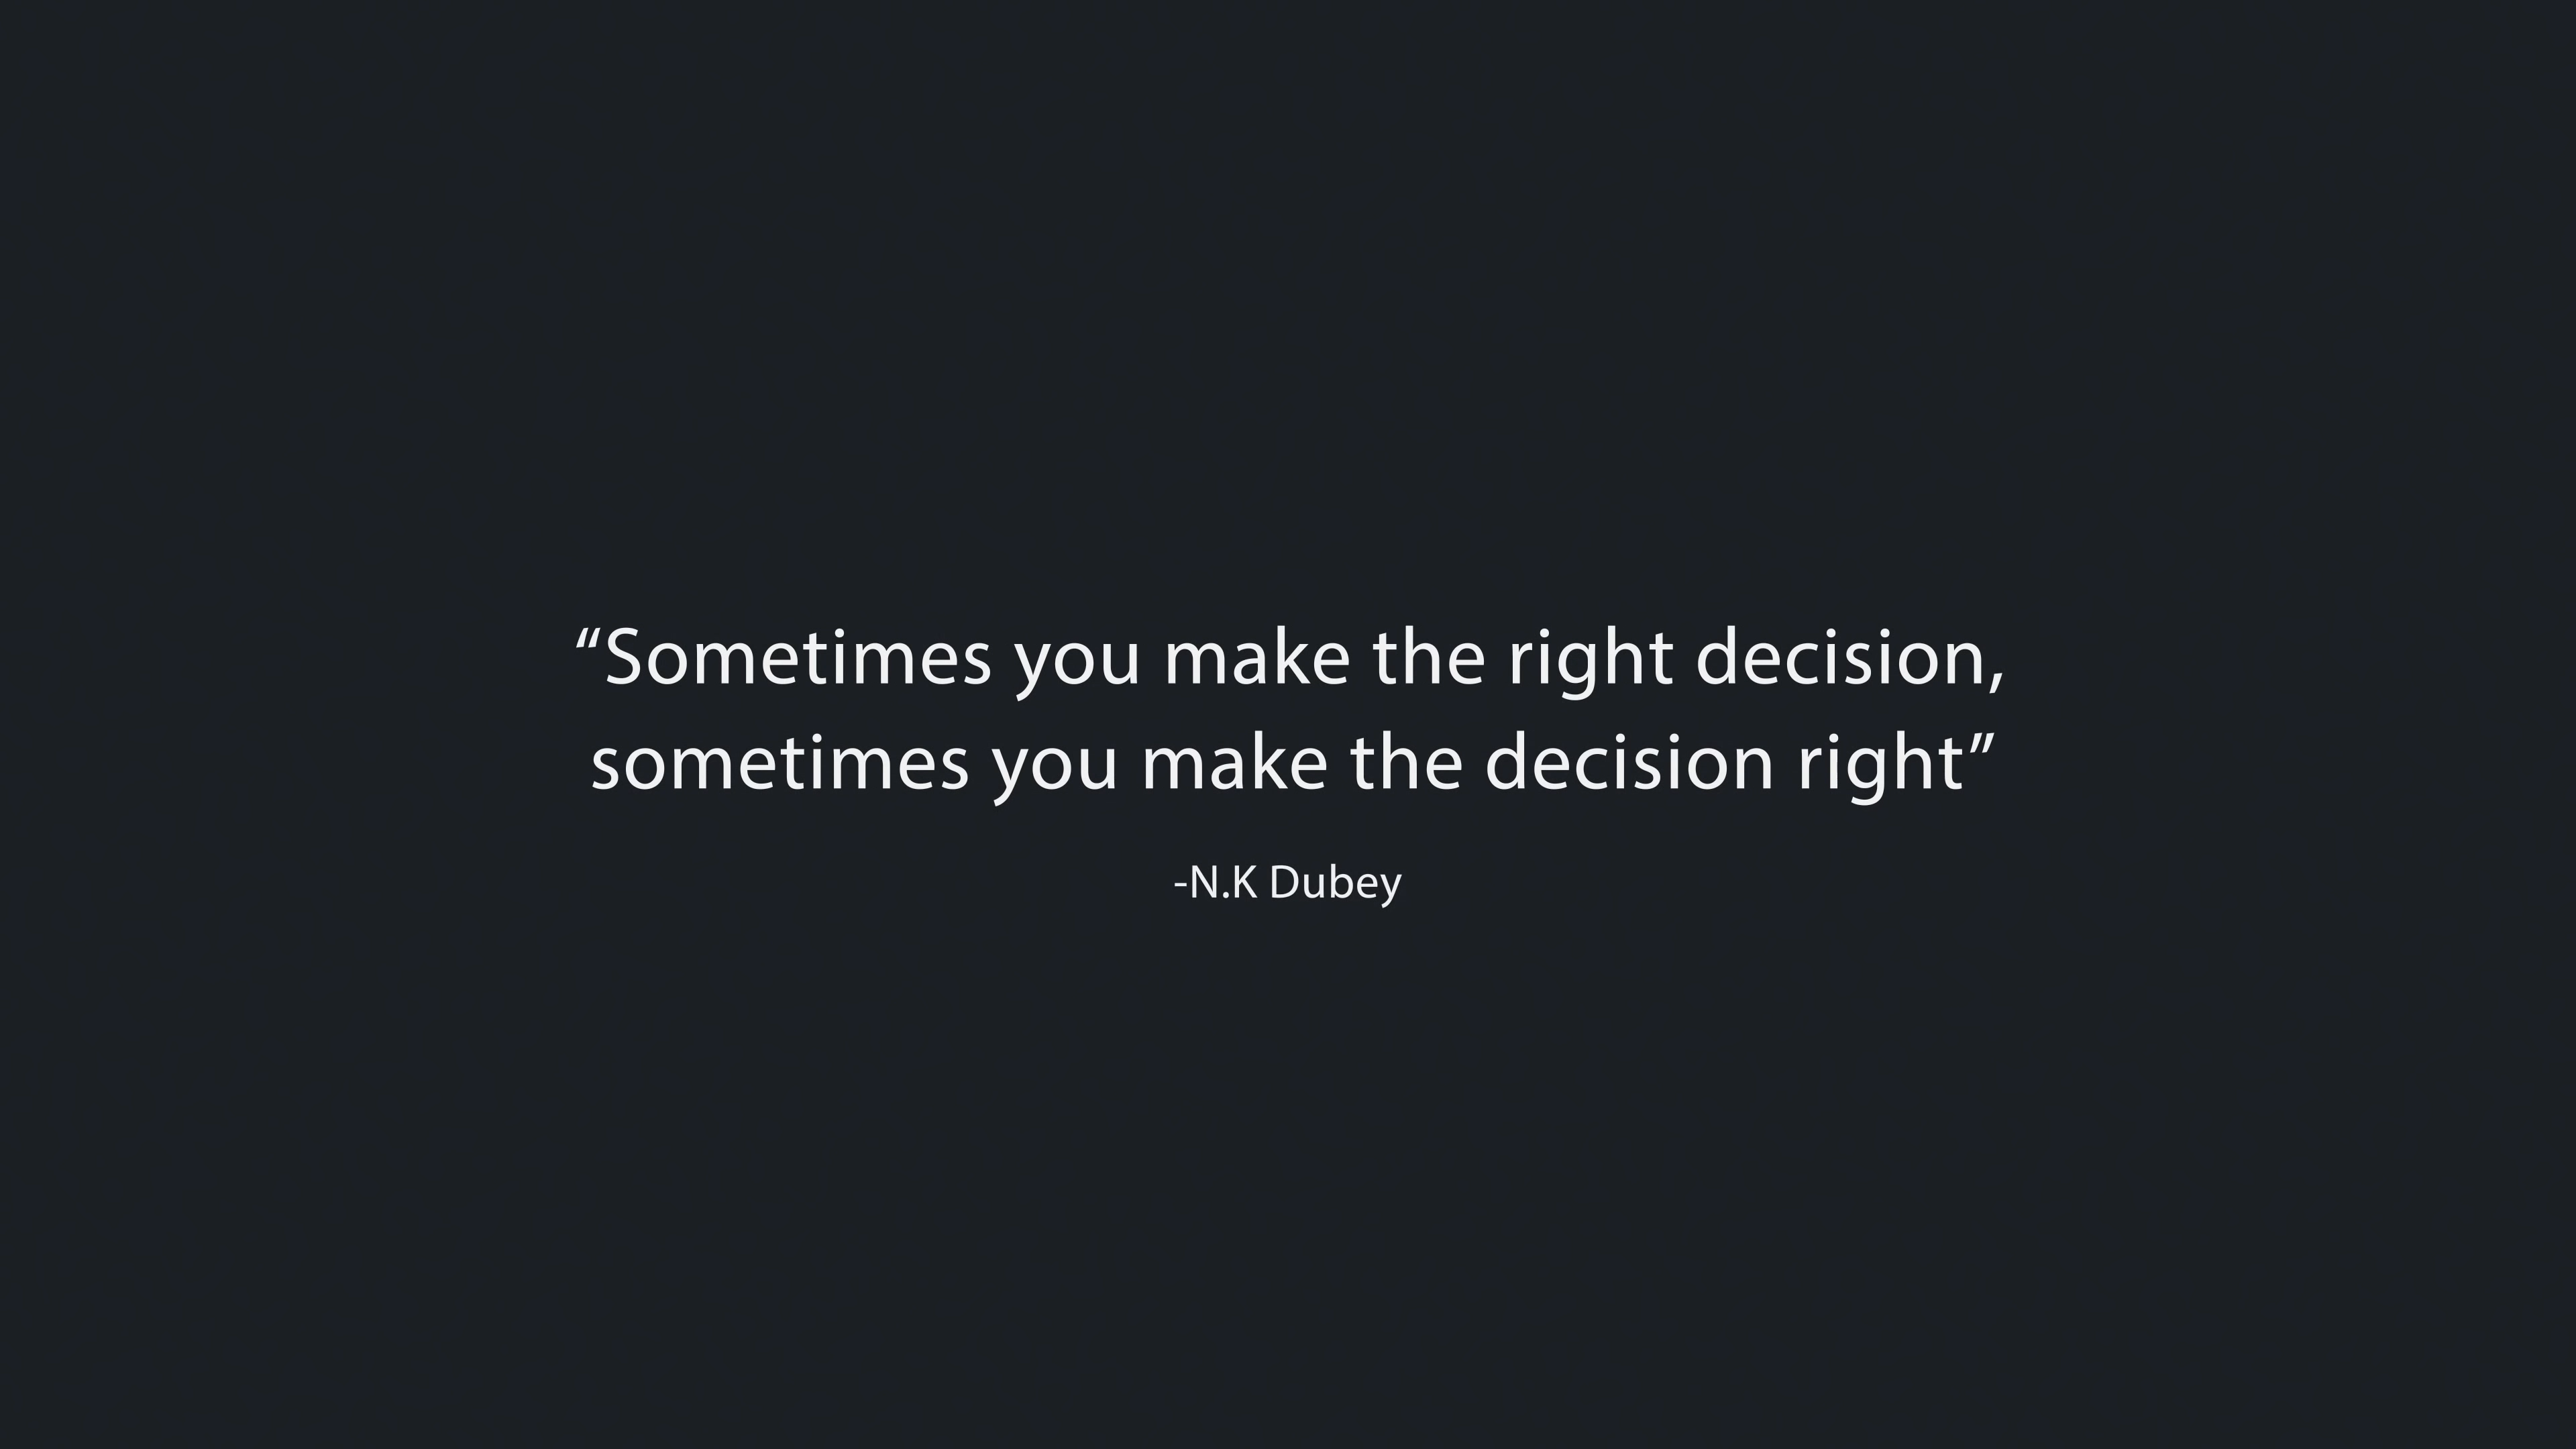 “Sometimes you make the right decision,
sometimes you make the decision right”
-N.K Dubey